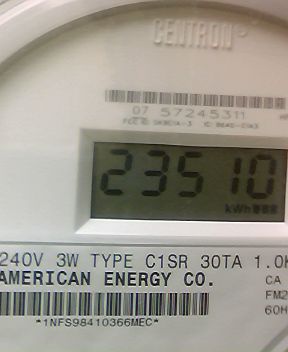 CENTRON®
07 57245311
23510
kWh
240V 3W TYPE C1SR 30TA 1.0K
AMERICAN ENERGY CO.
CA
FM2
60H
*1NFS98410366MEC*